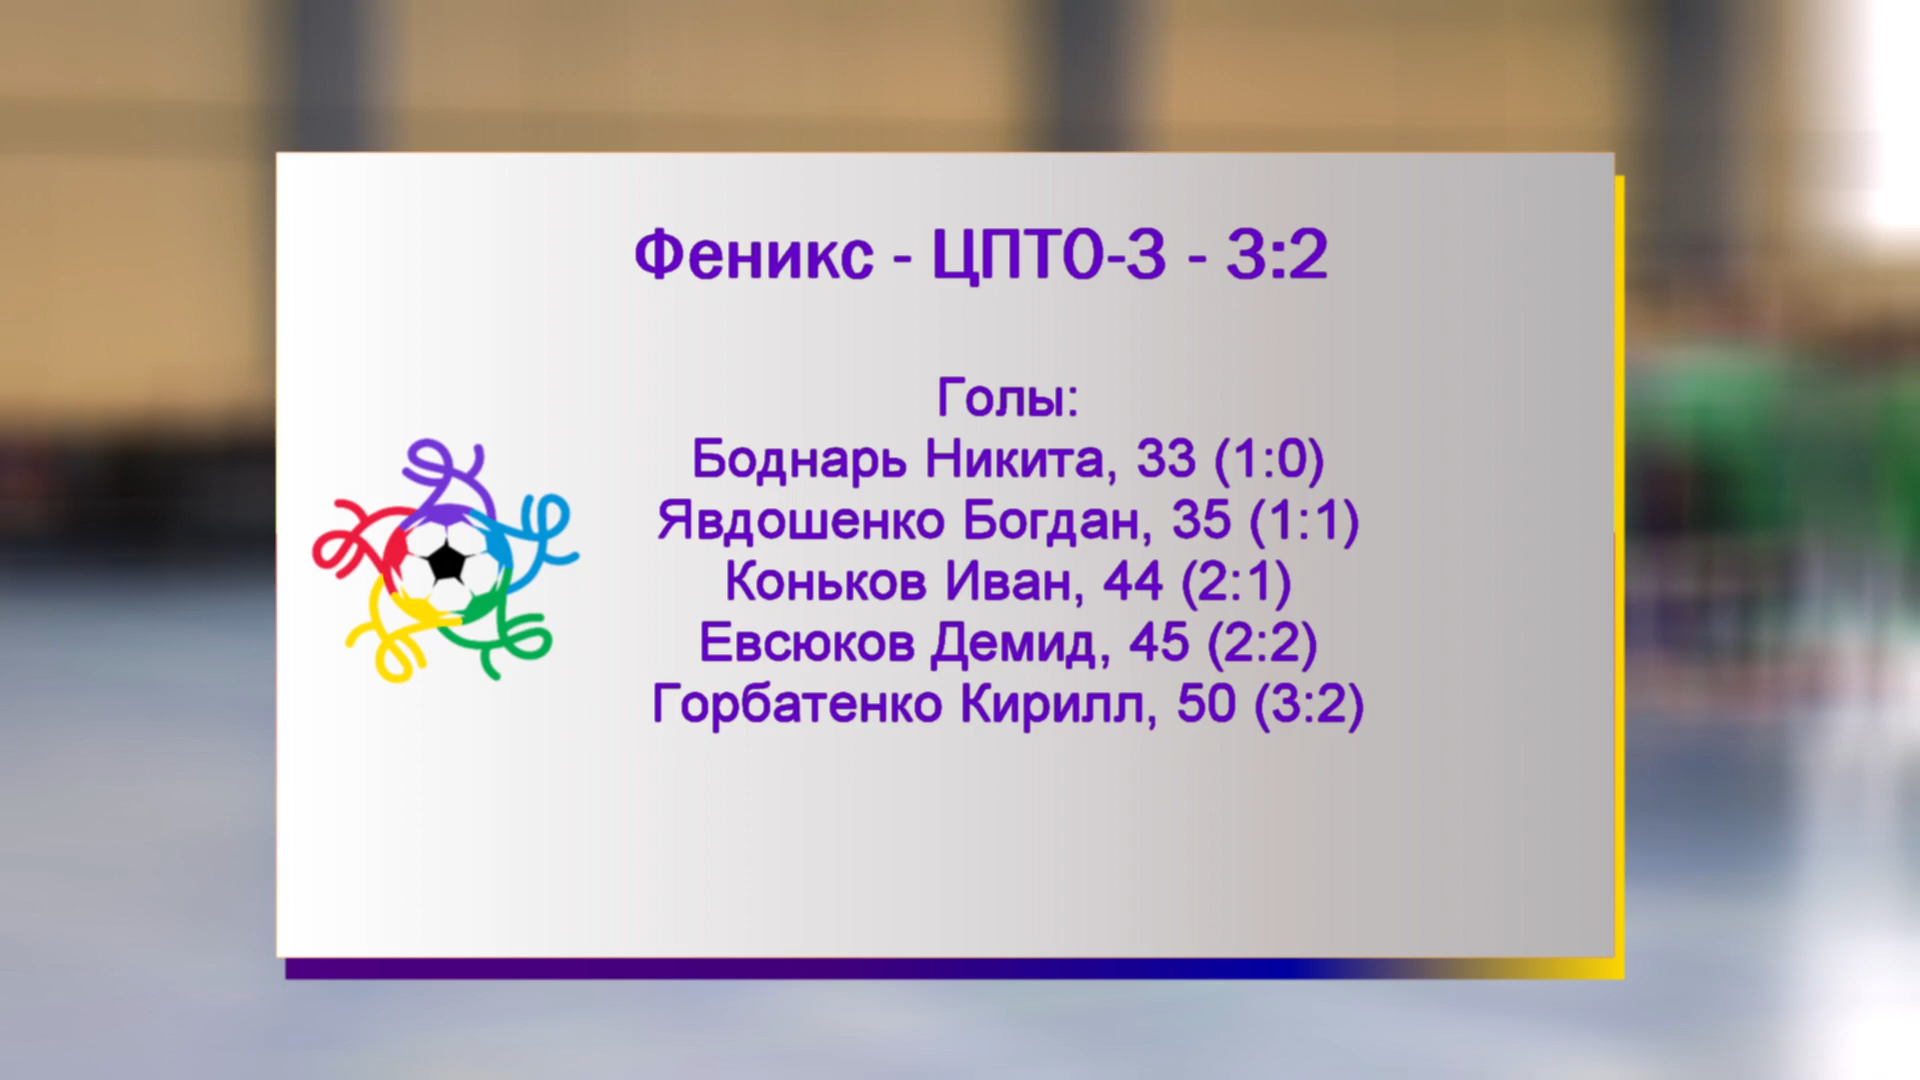 Феникс - ЦПТО-3 - 3:2
Голы:
Боднарь Никита, 33 (1:0)
Явдошенко Богдан, 35 (1:1)
Коньков Иван, 44 (2:1)
Евсюков Демид, 45 (2:2)
Горбатенко Кирилл, 50 (3:2)